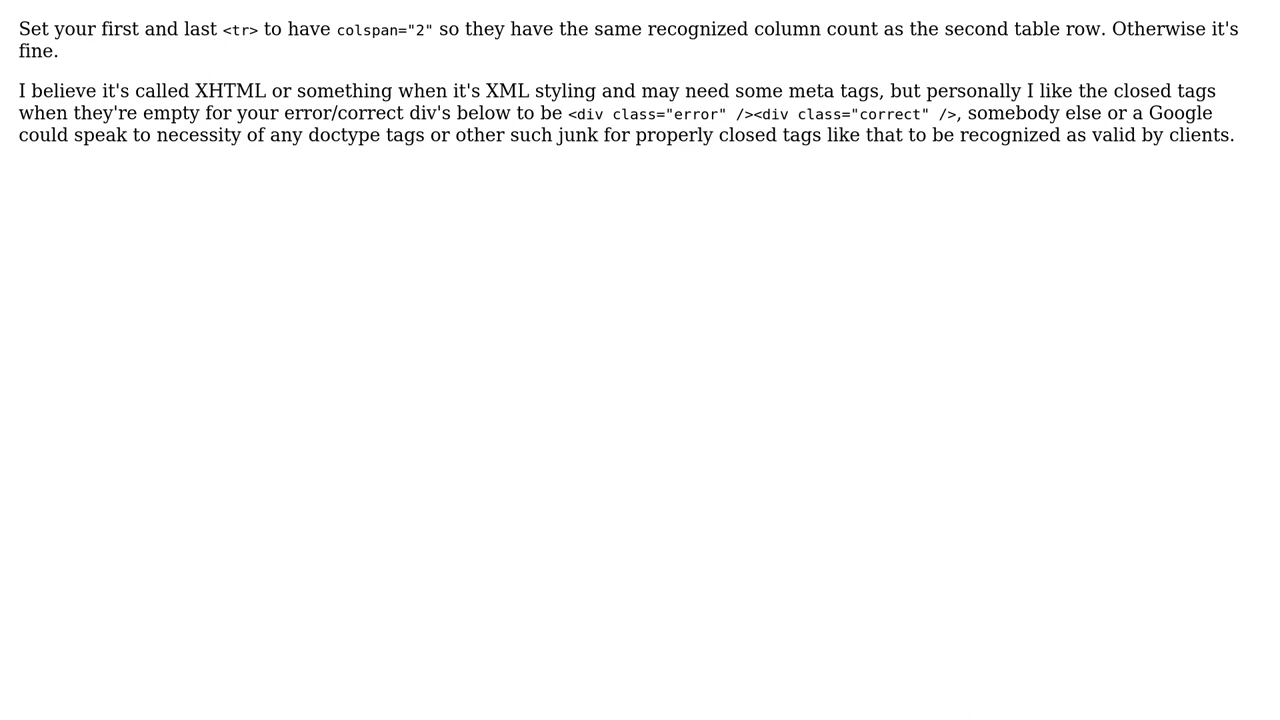 Set your first and last <tr> to have colspan="2" so they have the same recognized column count as the second table row. Otherwise it's
fine.
I believe it's called XHTML or something when it's XML styling and may need some meta tags, but personally I like the closed tags
when they're empty for your error/correct div's below to be <div class="error" /><div class="correct" />, somebody else or a Google
could speak to necessity of any doctype tags or other such junk for properly closed tags like that to be recognized as valid by clients.